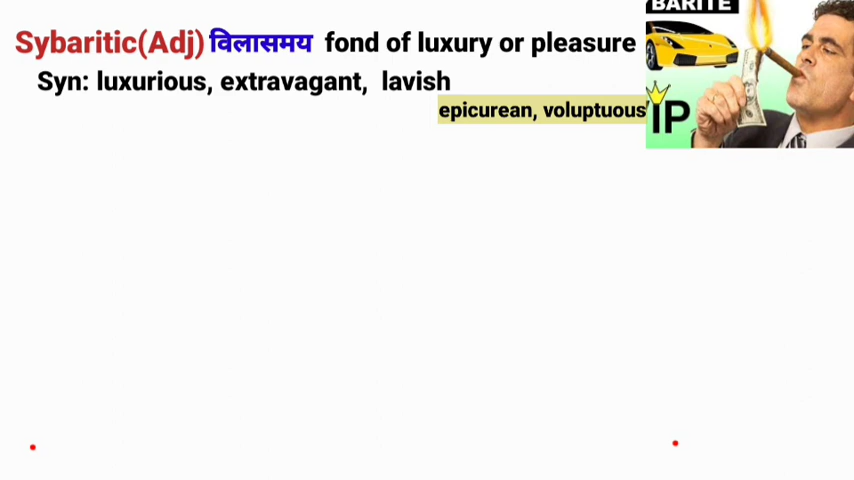 Sybaritic(Adj) विलासमय fond of luxury or pleasure
Syn: luxurious, extravagant, lavish
epicurean, voluptuous
BARITE
IP